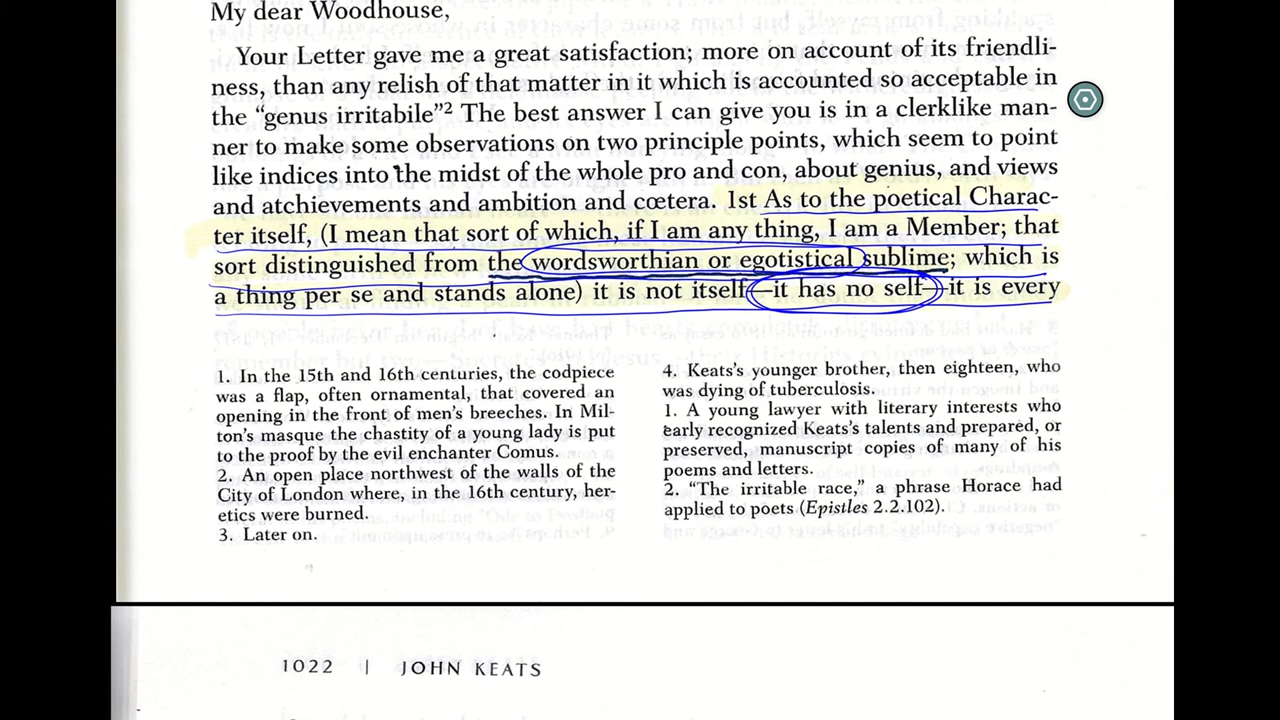 My dear Woodhouse,
Your Letter gave me a great satisfaction; more on account of its friendli-
ness, than any relish of that matter in it which is accounted so acceptable in
the “genus irritabile”2 The best answer I can give you is in a clerklike man-
ner to make some observations on two principle points, which seem to point
like indices into the midst of the whole pro and con, about genius, and views
and atchievements and ambition and cœtera. 1st As to the poetical Charac-
ter itself, (I mean that sort of which, if I am any thing, I am a Member; that
sort distinguished from the wordsworthian or egotistical sublime; which is
a thing per se and stands alone) it is not itself—it has no self—it is every
1. In the 15th and 16th centuries, the codpiece
was a flap, often ornamental, that covered an
opening in the front of men’s breeches. In Mil-
ton’s masque the chastity of a young lady is put
to the proof by the evil enchanter Comus.
2. An open place northwest of the walls of the
City of London where, in the 16th century, her-
etics were burned.
3. Later on.
4. Keats’s younger brother, then eighteen, who
was dying of tuberculosis.
1. A young lawyer with literary interests who
early recognized Keats’s talents and prepared, or
preserved, manuscript copies of many of his
poems and letters.
2. “The irritable race,” a phrase Horace had
applied to poets (Epistles 2.2.102).
1022 | JOHN KEATS